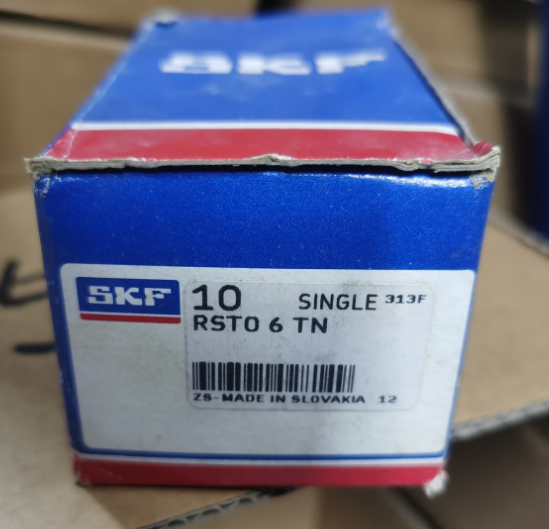 SKF
SKF 10 SINGLE 313F
RSTO 6 TN
ZS-MADE IN SLOVAKIA 12